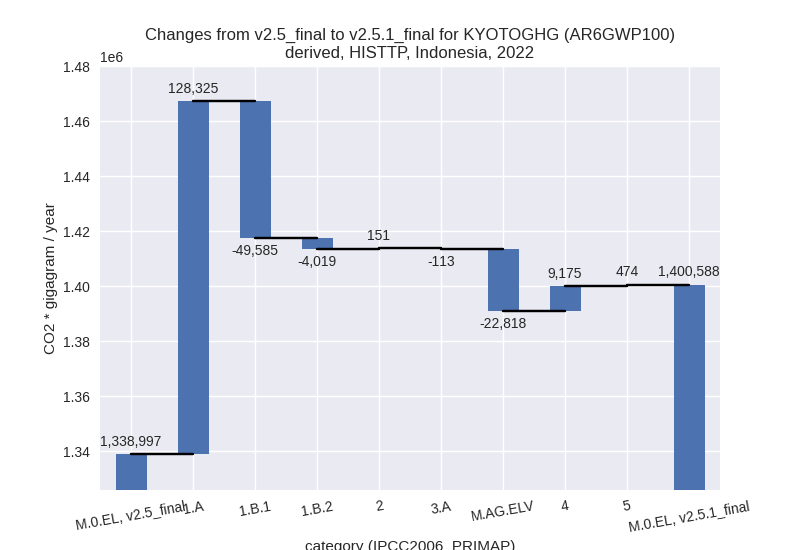 Changes from v2.5_final to v2.5.1_final for KYOTOGHG (AR6GWP100)
derived, HISTTP, Indonesia, 2022
1e6
1.48
1.46
1.44
1.42
1.40
1.38
1.36
1.34
CO2 * gigagram / year
1,338,997
128,325
-49,585
-4,019
151
-113
-22,818
9,175
474
1,400,588
M.0.EL, v2.5_final
1.A
1.B.1
1.B.2
2
3.A
M.AG.ELV
4
5
M.0.EL, v2.5.1_final
category (IPCC2006_PRIMAP)